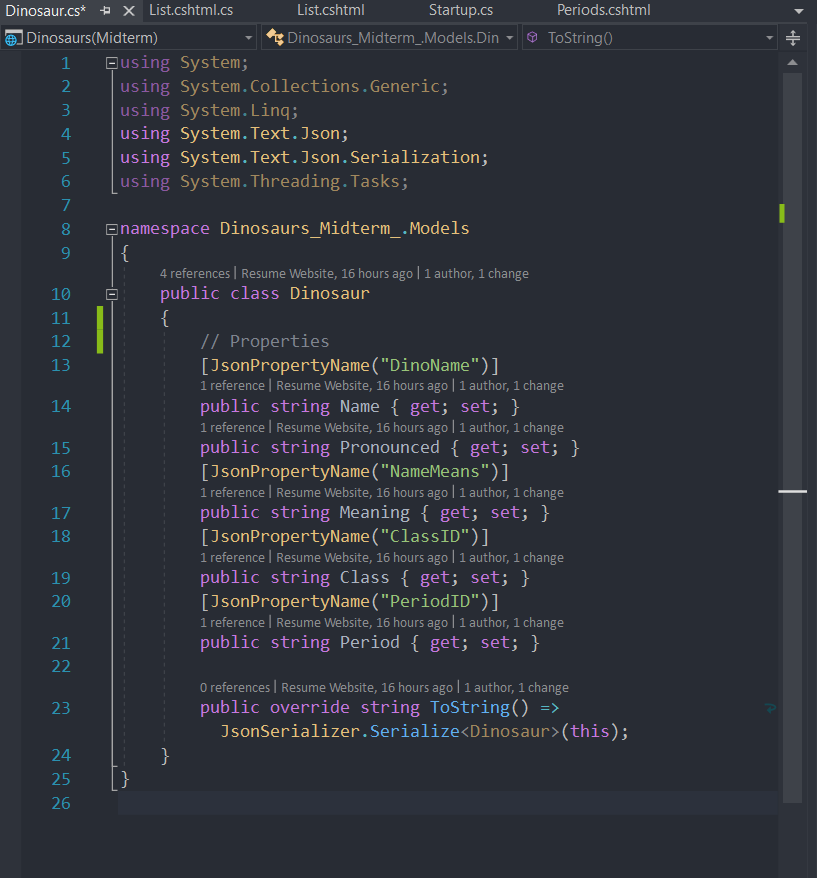 Dinosaur.cs* List.cshtml.cs List.cshtml Startup.cs Periods.cshtml
Dinosaurs(Midterm) Dinosaurs_Midterm_.Models.Din ToString()
1 using System;
2 using System.Collections.Generic;
3 using System.Linq;
4 using System.Text.Json;
5 using System.Text.Json.Serialization;
6 using System.Threading.Tasks;
7
8 namespace Dinosaurs_Midterm_.Models
9 {
4 references | Resume Website, 16 hours ago | 1 author, 1 change
10 public class Dinosaur
11 {
12 // Properties
13 [JsonPropertyName("DinoName")]
1 reference | Resume Website, 16 hours ago | 1 author, 1 change
14 public string Name { get; set; }
1 reference | Resume Website, 16 hours ago | 1 author, 1 change
15 public string Pronounced { get; set; }
16 [JsonPropertyName("NameMeans")]
1 reference | Resume Website, 16 hours ago | 1 author, 1 change
17 public string Meaning { get; set; }
18 [JsonPropertyName("ClassID")]
1 reference | Resume Website, 16 hours ago | 1 author, 1 change
19 public string Class { get; set; }
20 [JsonPropertyName("PeriodID")]
1 reference | Resume Website, 16 hours ago | 1 author, 1 change
21 public string Period { get; set; }
22
0 references | Resume Website, 16 hours ago | 1 author, 1 change
23 public override string ToString() =>
JsonSerializer.Serialize<Dinosaur>(this);
24 }
25 }
26